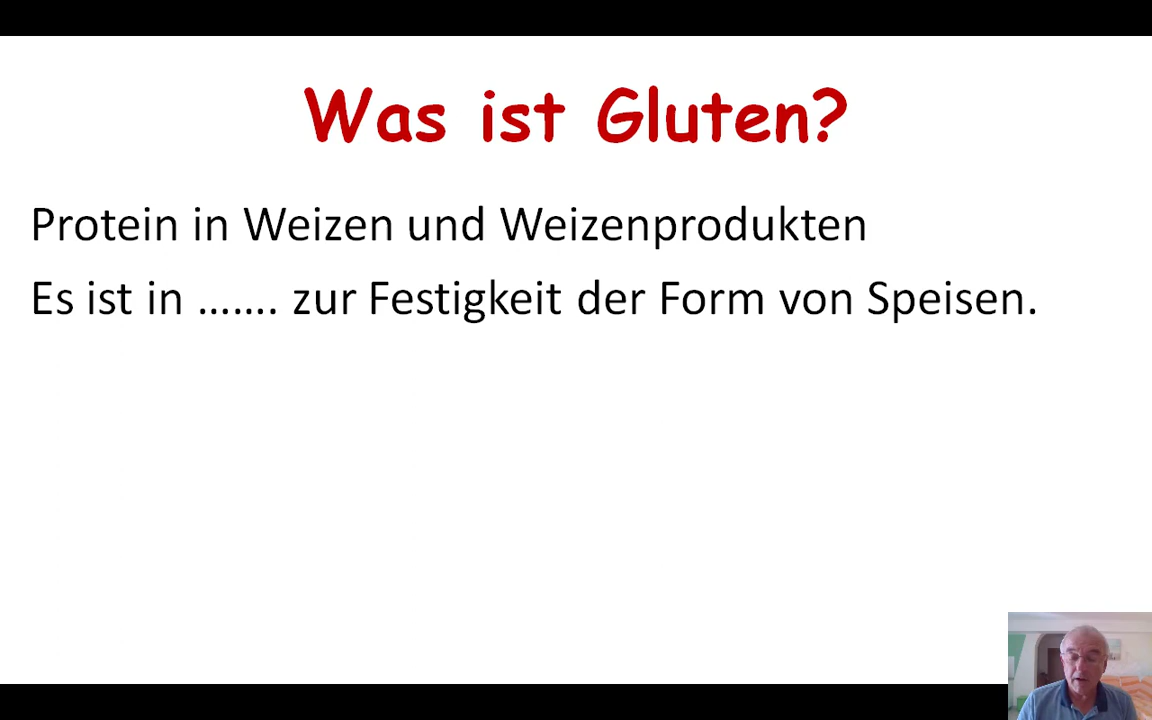 Was ist Gluten?
Protein in Weizen und Weizenprodukten
Es ist in ....... zur Festigkeit der Form von Speisen.